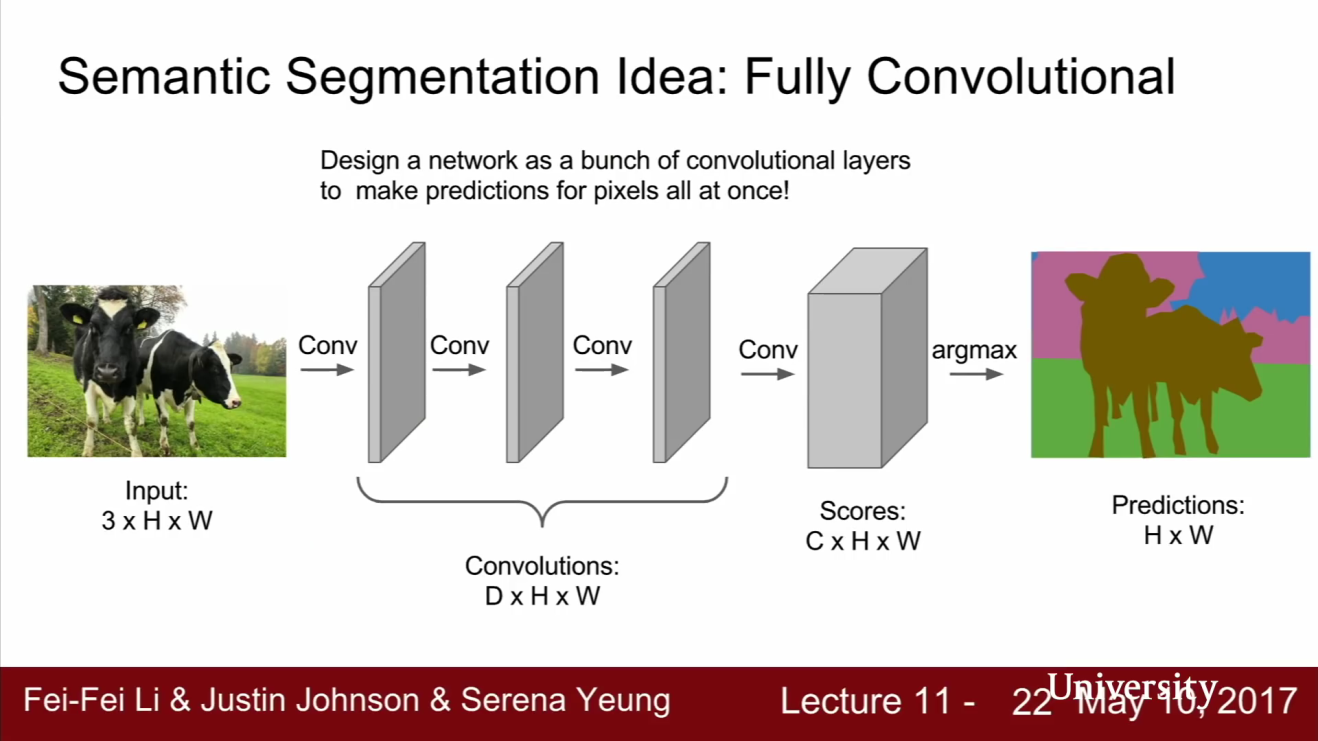 Semantic Segmentation Idea: Fully Convolutional
Design a network as a bunch of convolutional layers
to make predictions for pixels all at once!
Conv
Conv
Conv
Conv
argmax
Input:
3 x H x W
Convolutions:
D x H x W
Scores:
C x H x W
Predictions:
H x W
Fei-Fei Li & Justin Johnson & Serena Yeung
Lecture 11 - 22
May 10, 2017
University